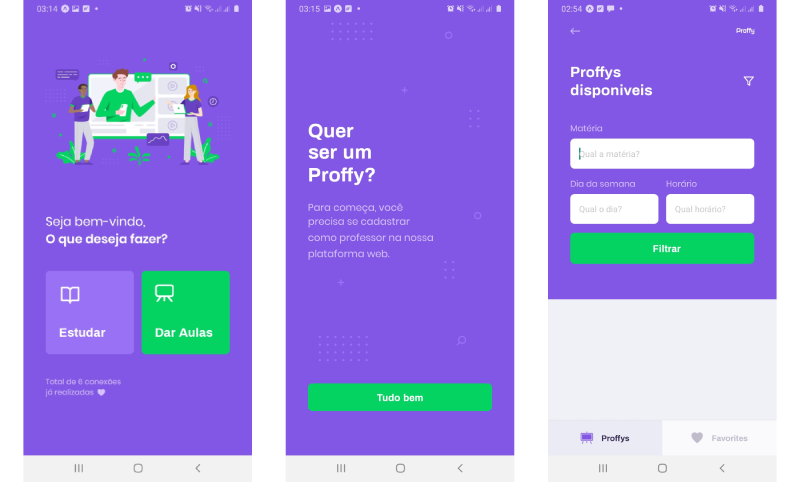 03:14
Seja bem-vindo,
O que deseja fazer?
Estudar
Dar Aulas
Total de 6 conexões
já realizadas
03:15
Quer
ser um
Proffy?
Para começa, você
precisa se cadastrar
como professor na nossa
plataforma web.
Tudo bem
02:54
Proffy
Proffys
disponiveis
Matéria
Qual a matéria?
Dia da semana
Horário
Qual o dia?
Qual horário?
Filtrar
Proffys
Favorites